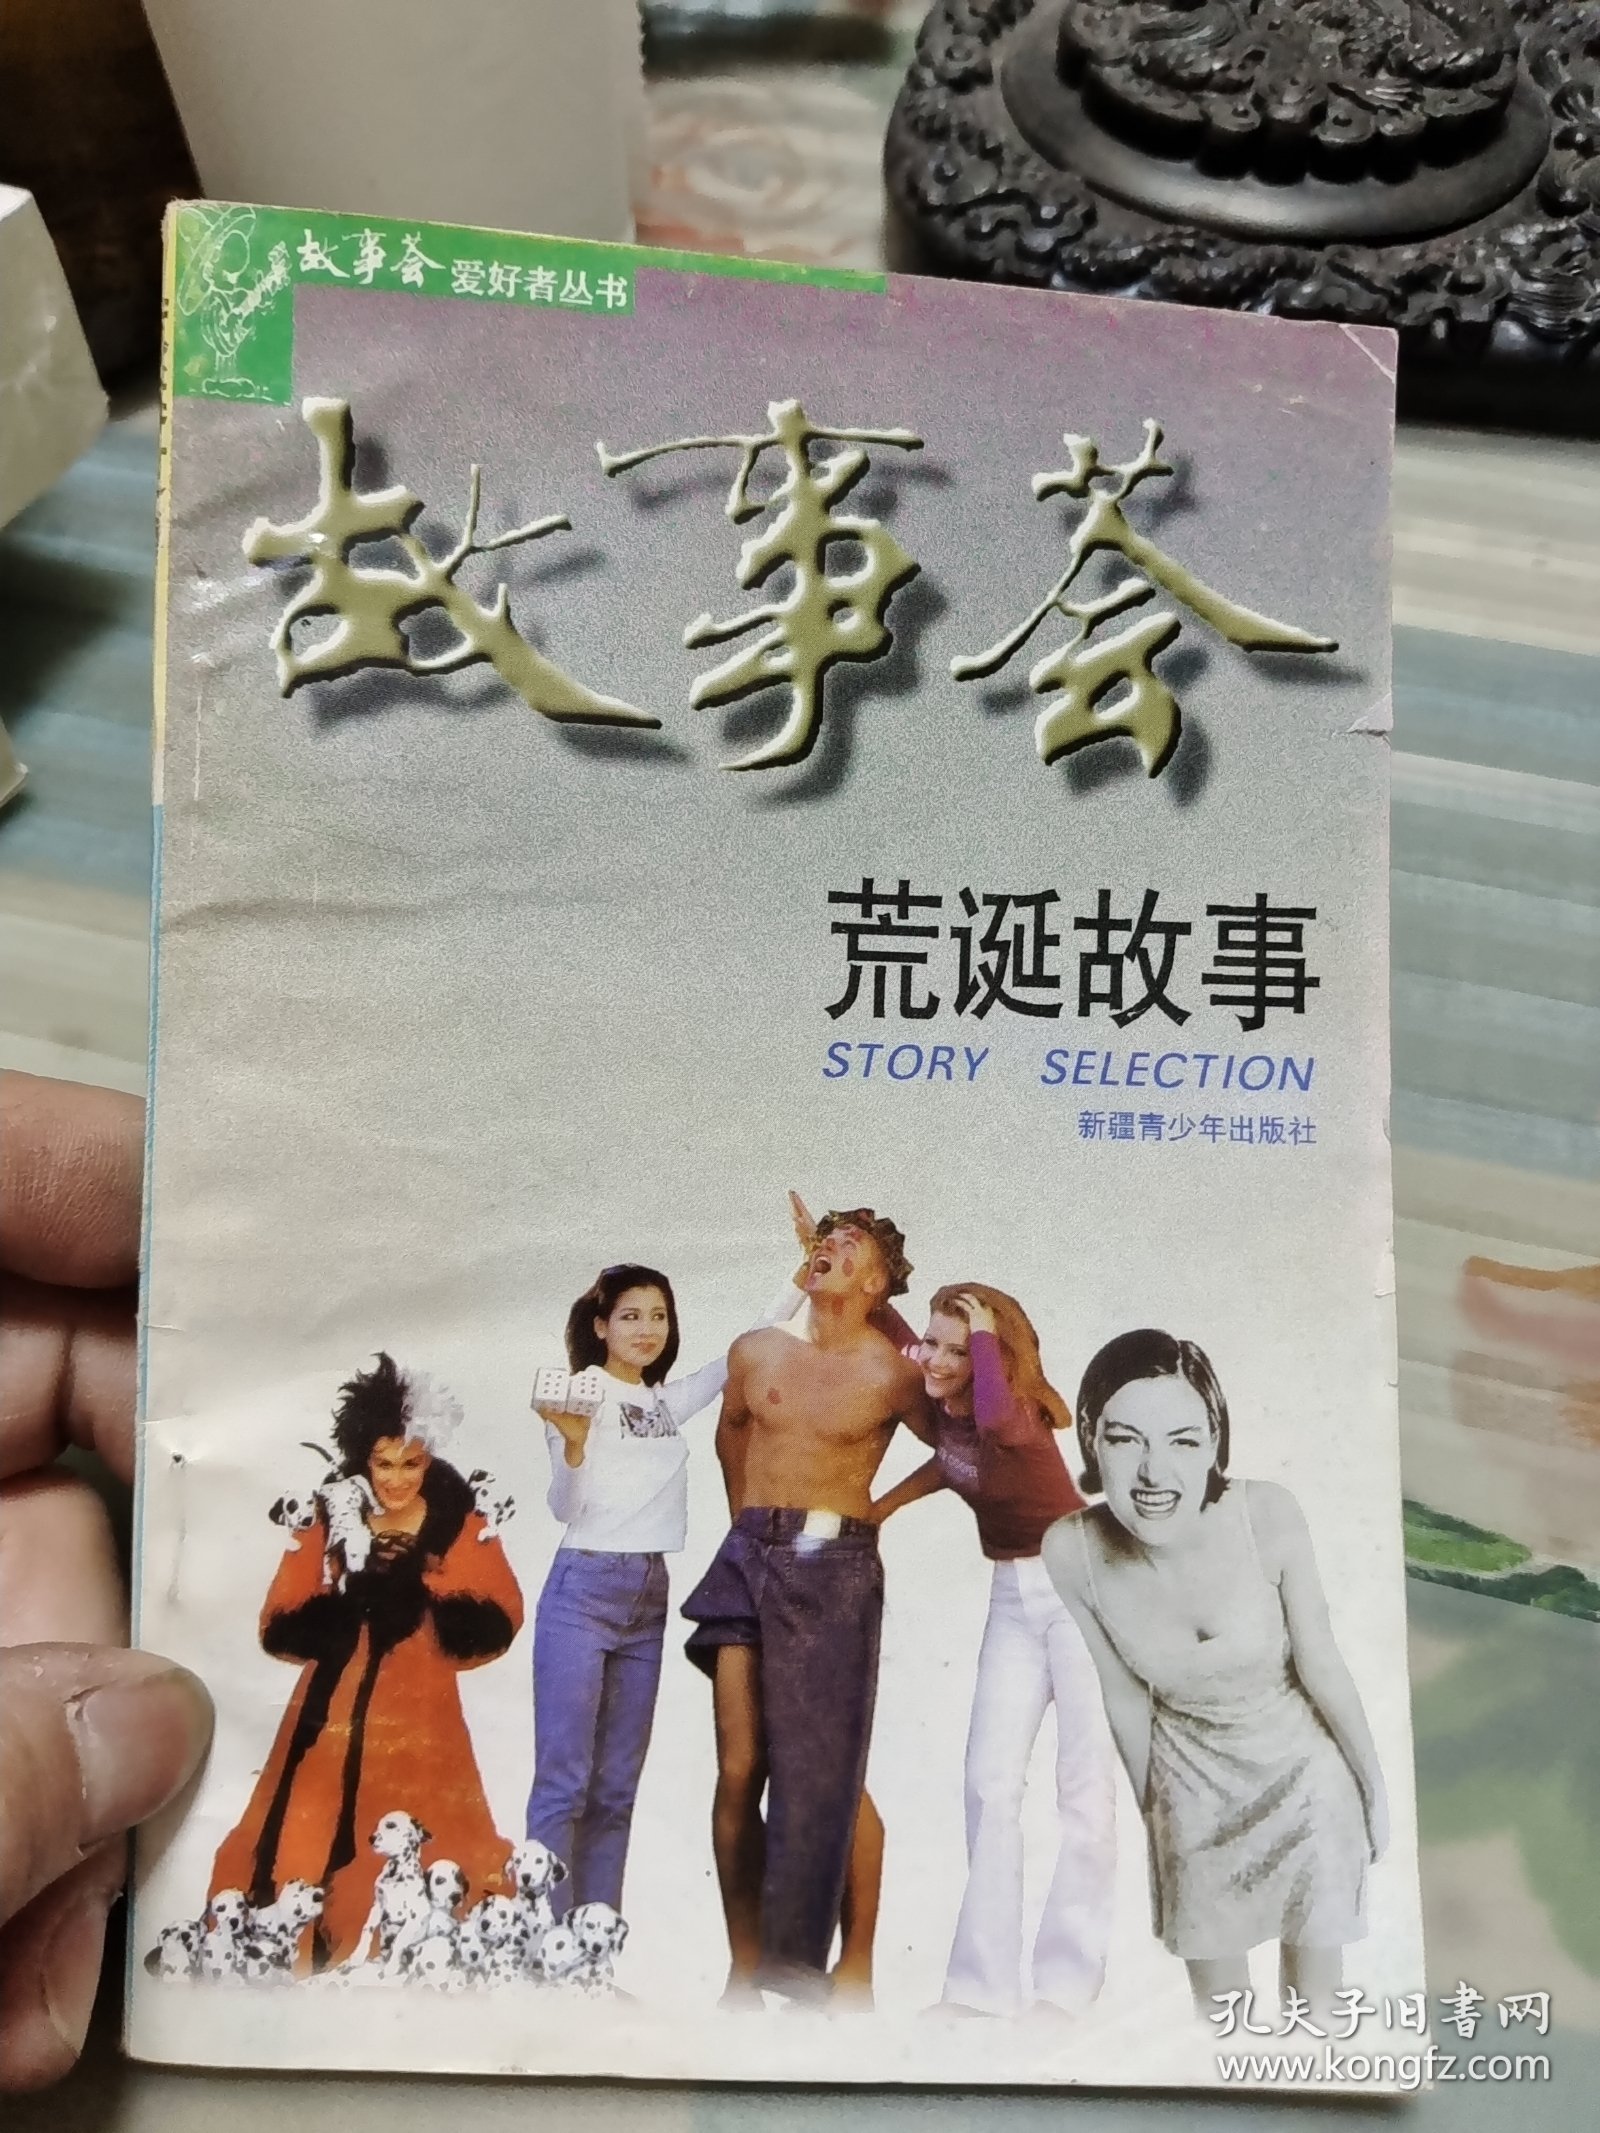 故事荟爱好者丛书
故事荟
荒诞故事
STORY SELECTION
新疆青少年出版社
孔夫子旧书网
www.kongfz.com